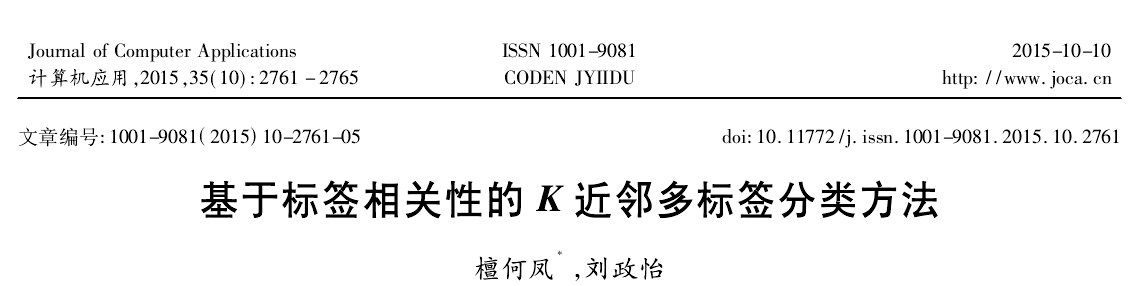 Journal of Computer Applications ISSN 1001-9081 2015-10-10
计算机应用,2015,35(10):2761-2765 CODEN JYIIDU http://www.joca.cn
文章编号:1001-9081(2015)10-2761-05 doi:10.11772/j.issn.1001-9081.2015.10.2761
基于标签相关性的 K 近邻多标签分类方法
檀何凤*,刘政怡